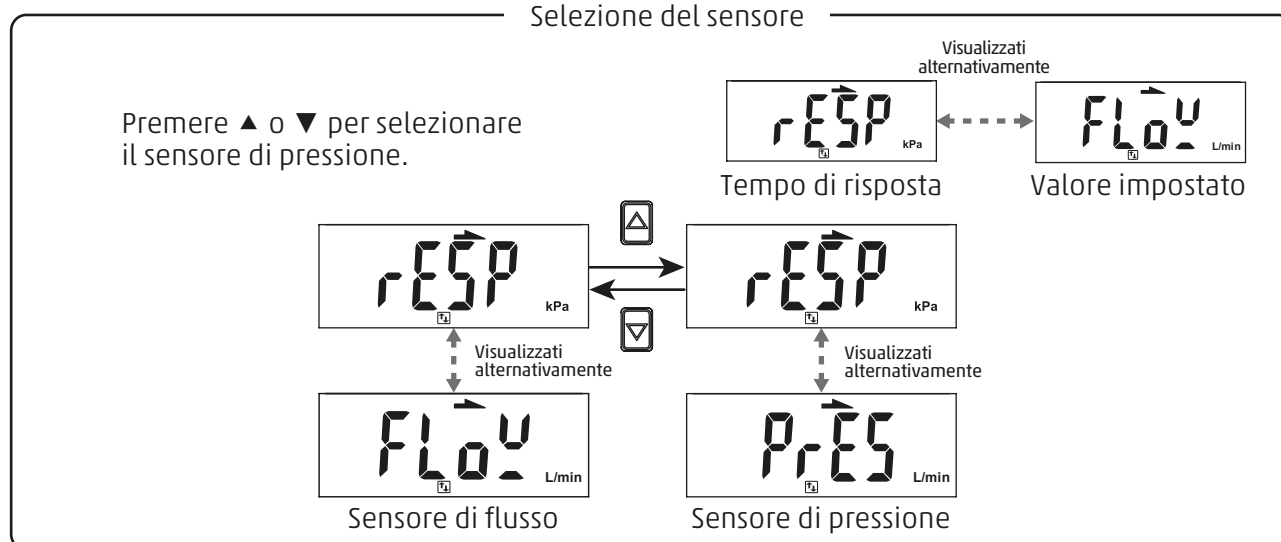 Selezione del sensore
Visualizzati
alternativamente
Premere ▲ o ▼ per selezionare
il sensore di pressione.
rESP
kPa
FLoW
L/min
Tempo di risposta
Valore impostato
rESP
kPa
rESP
kPa
Visualizzati
alternativamente
Visualizzati
alternativamente
FLoW
L/min
PrES
L/min
Sensore di flusso
Sensore di pressione